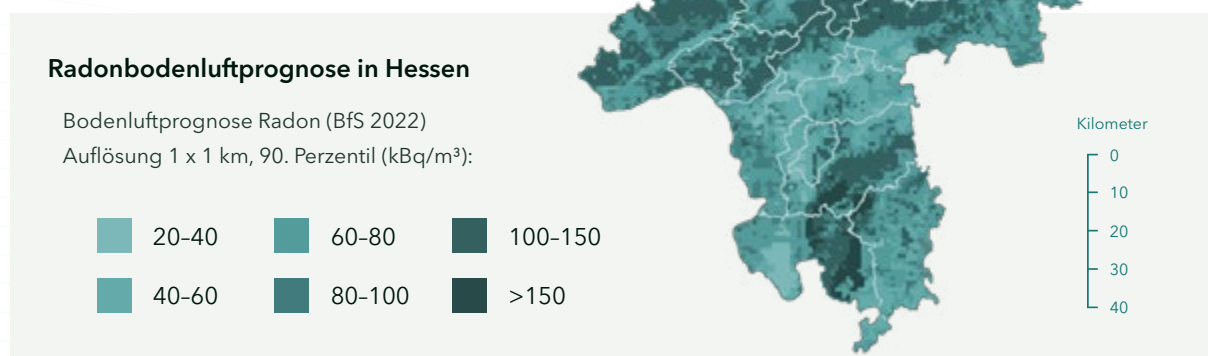 Radonbodenluftprognose in Hessen
Bodenluftprognose Radon (BfS 2022)
Auflösung 1 x 1 km, 90. Perzentil (kBq/m³):
20–40
60–80
100–150
40–60
80–100
>150
Kilometer
0
10
20
30
40